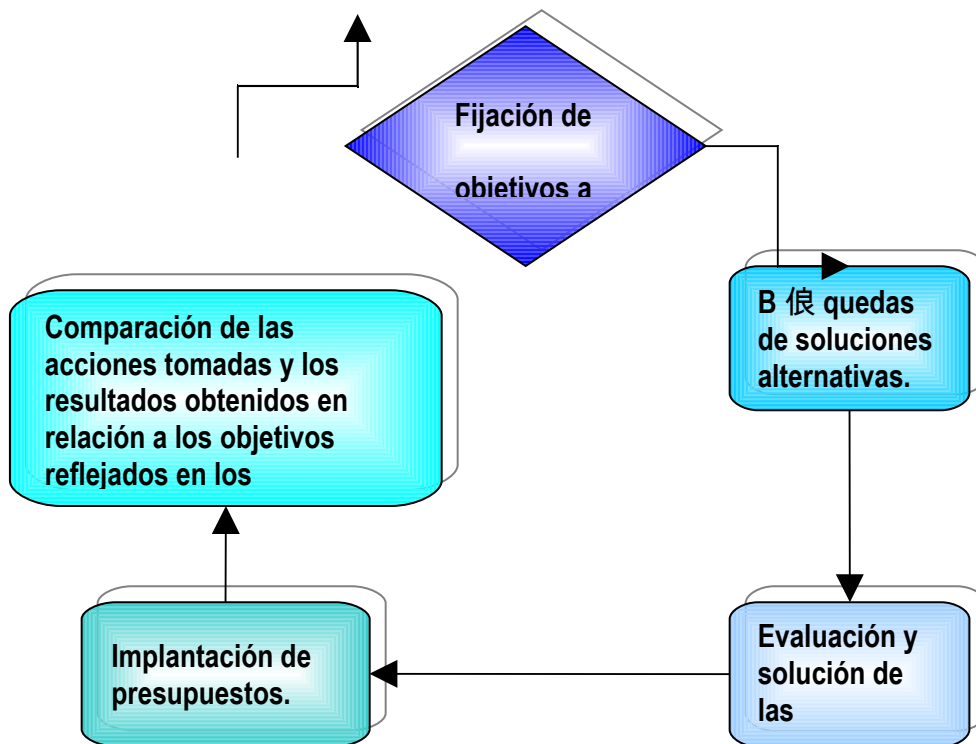 Fijación de
objetivos a
B 俍 quedas
de soluciones
alternativas.
Comparación de las
acciones tomadas y los
resultados obtenidos en
relación a los objetivos
reflejados en los
Implantación de
presupuestos.
Evaluación y
solución de
las